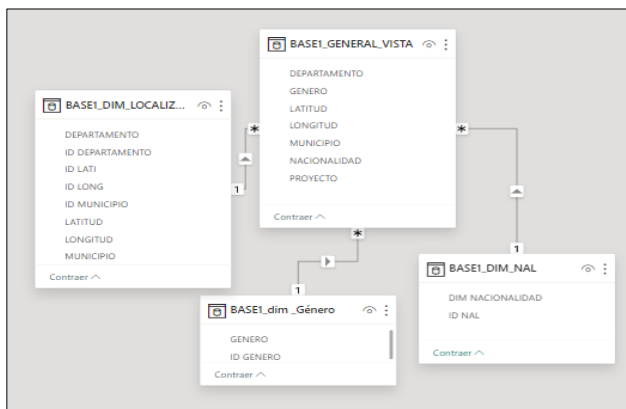 BASE1_GENERAL_VISTA
DEPARTAMENTO
GENERO
LATITUD
LONGITUD
MUNICIPIO
NACIONALIDAD
PROYECTO
Contraer
BASE1_DIM_LOCALIZ...
DEPARTAMENTO
ID DEPARTAMENTO
ID LATI
ID LONG
ID MUNICIPIO
LATITUD
LONGITUD
MUNICIPIO
Contraer
*
*
1
*
1
1
BASE1_DIM_NAL
DIM NACIONALIDAD
ID NAL
Contraer
BASE1_dim _Género
GENERO
ID GENERO
Contraer